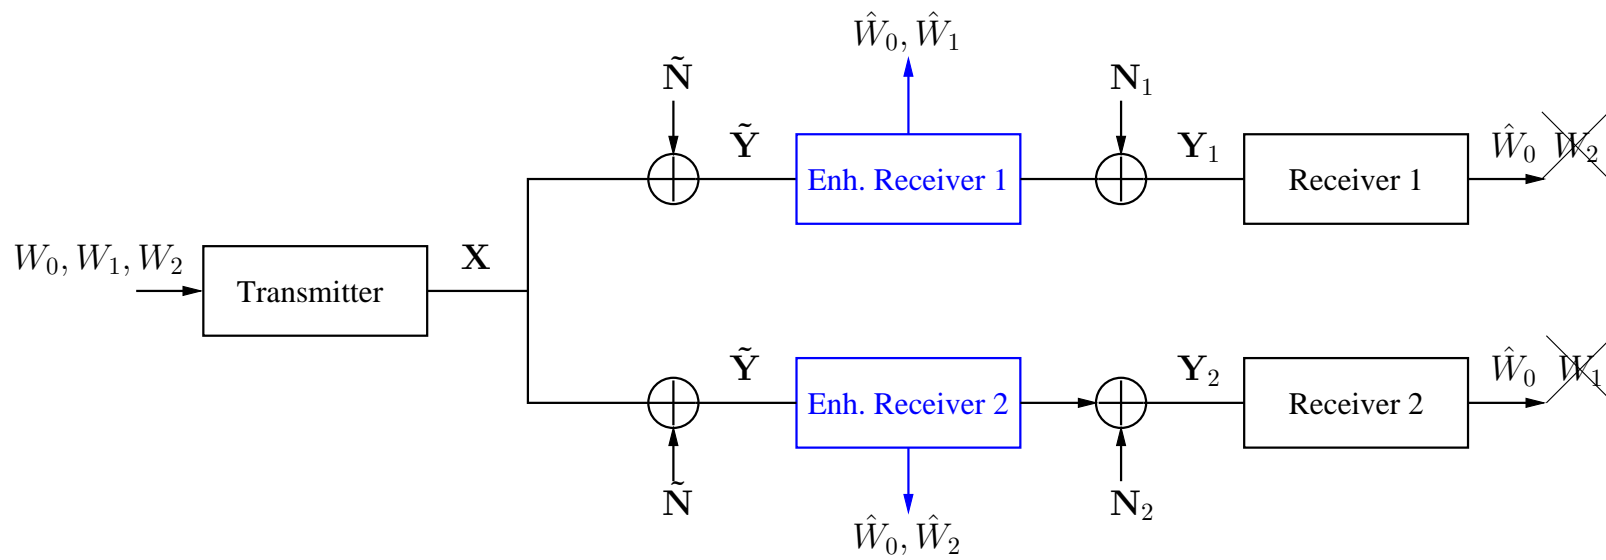 Ŵ₀, Ŵ₁
Ñ
N₁
Ỹ
Enh. Receiver 1
Y₁
Receiver 1
Ŵ₀ W₂
W₀, W₁, W₂
Transmitter
X
Ỹ
Enh. Receiver 2
Y₂
Receiver 2
Ŵ₀ W₁
Ñ
N₂
Ŵ₀, Ŵ₂